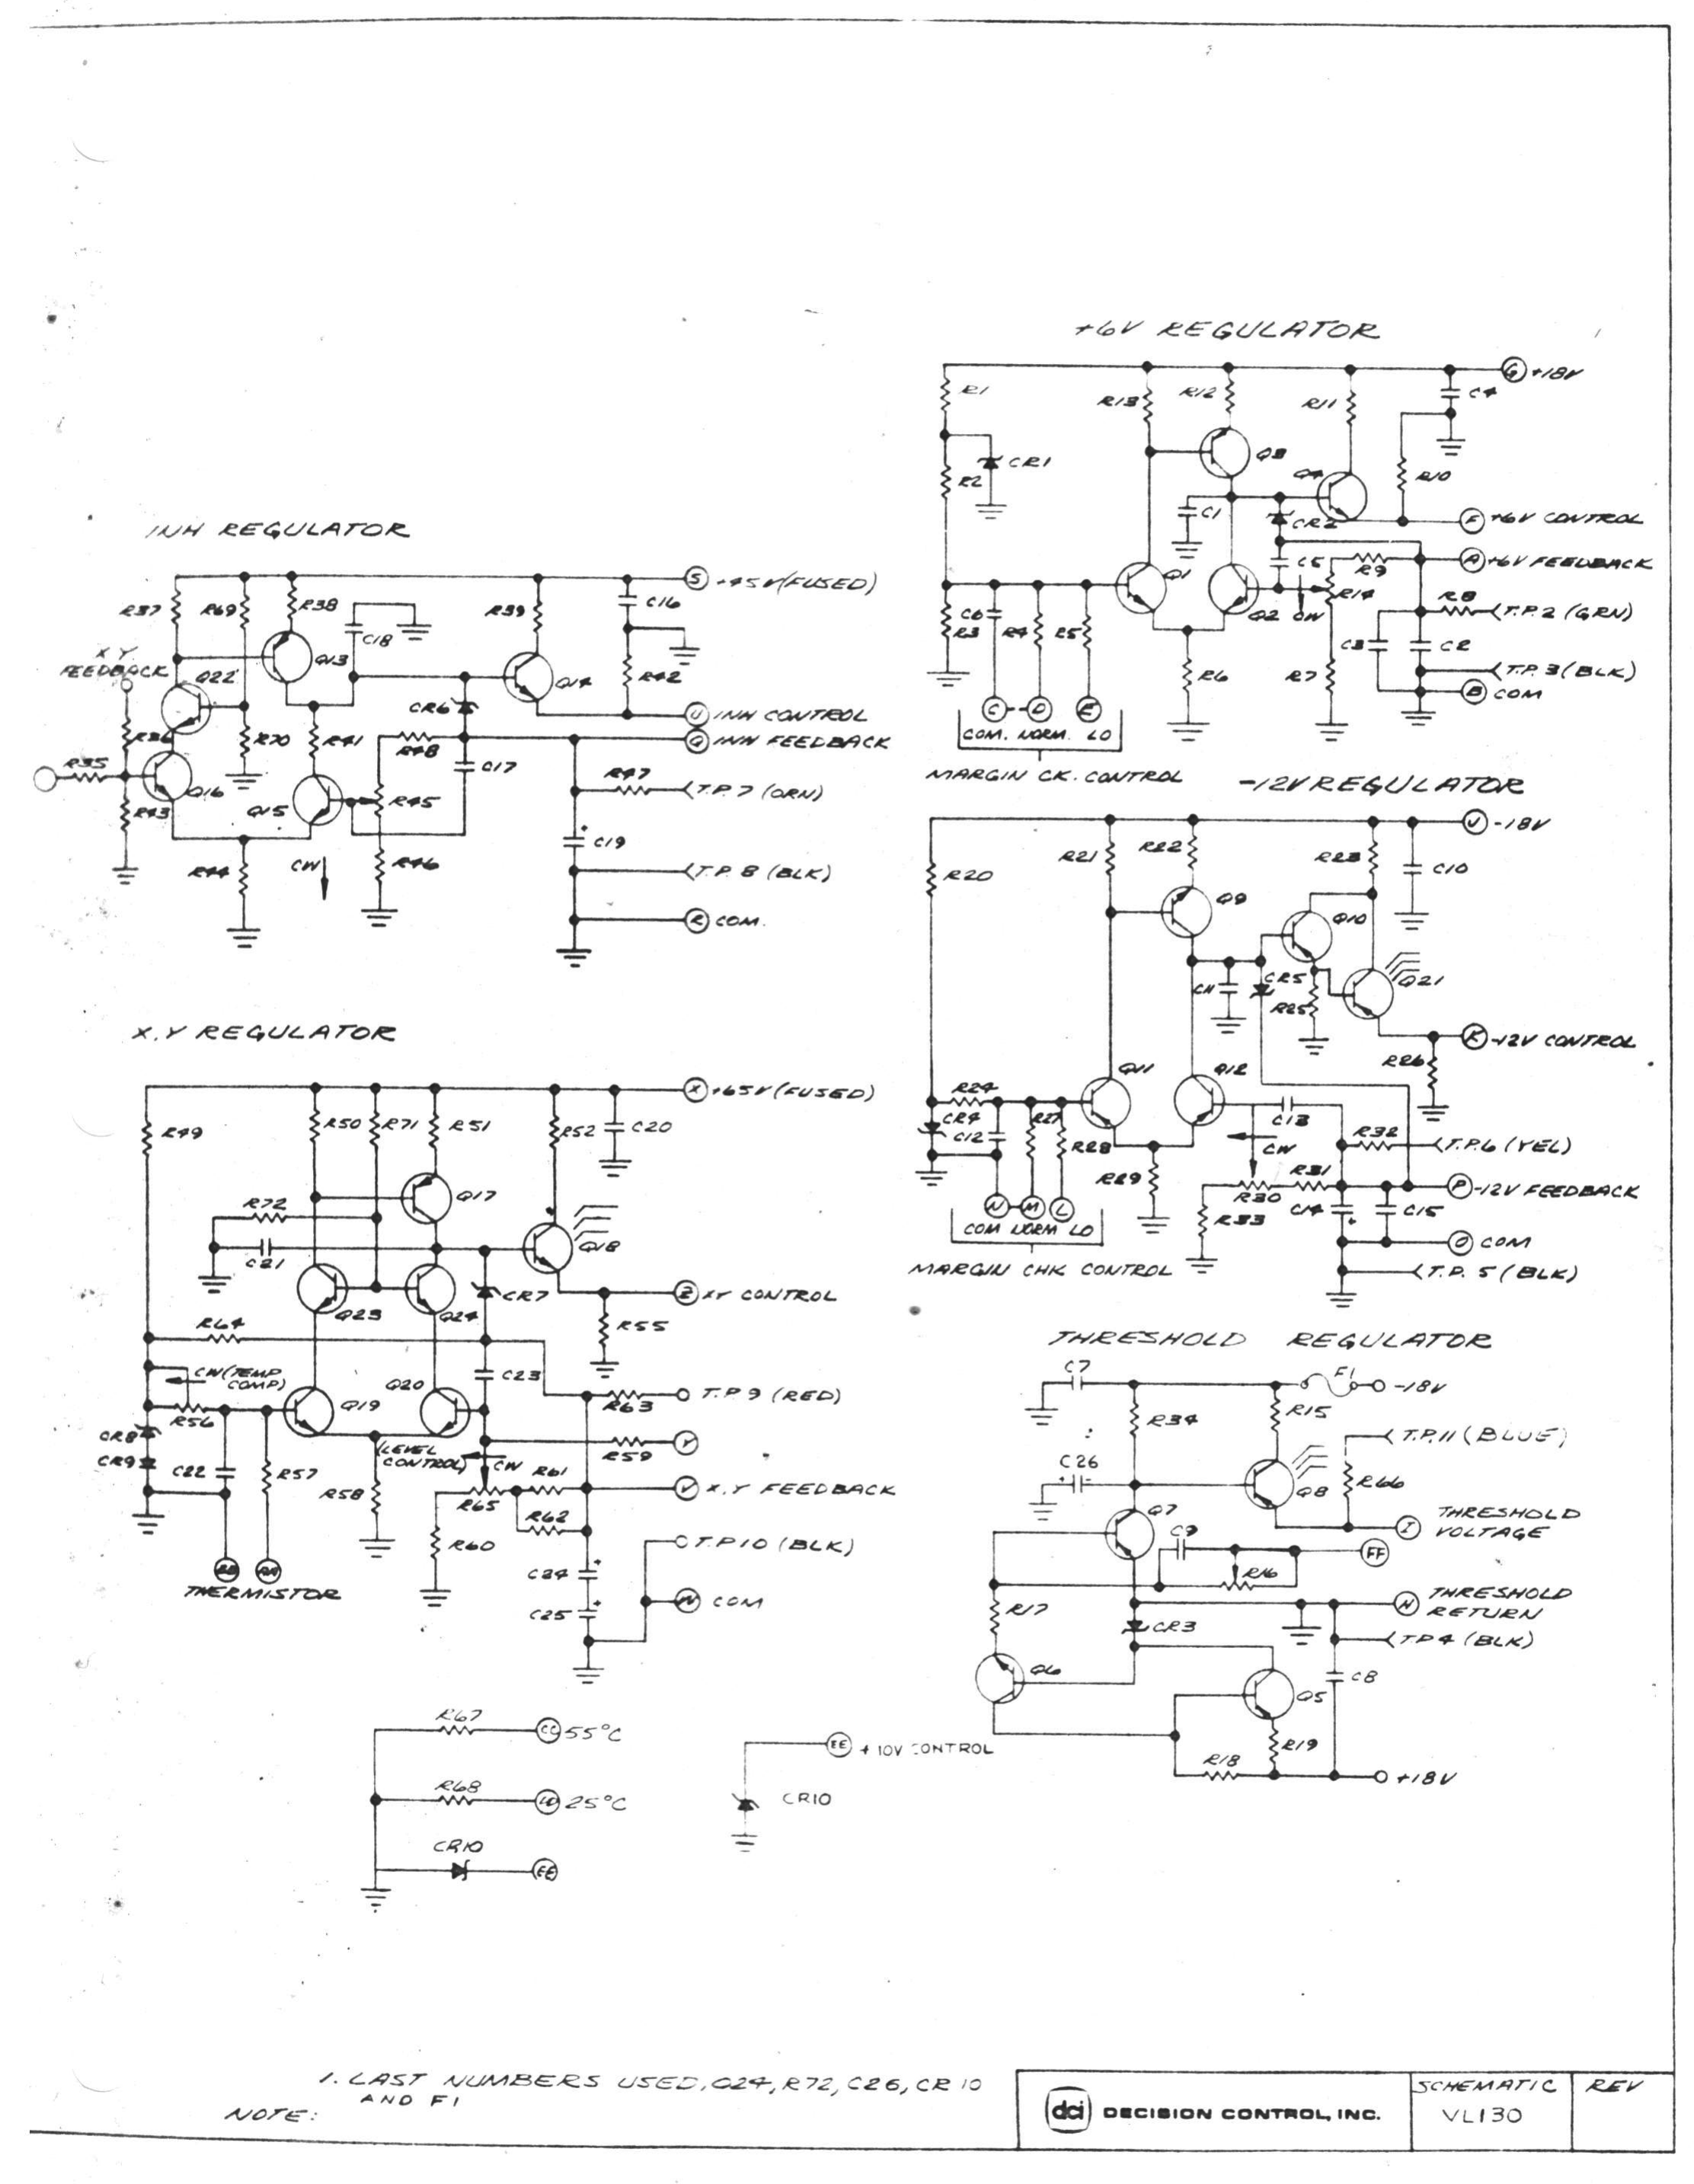 +6V REGULATOR
+18V
R1
R13
R12
R11
C4
CR1
R2
Q3
Q4
R10
C1
CR2
+6V CONTROL
F
Q1
C5
R9
A
+6V FEEDBACK
R14
Q2
CW
R8
T.P.2 (GRN)
C6
R3
R4
R5
C3
C2
R6
R7
T.P.3 (BLK)
B
COM
C
D
E
COM. NORM. LO
MARGIN CK. CONTROL
INH REGULATOR
S
+45V (FUSED)
R37
R69
R38
C18
R39
C16
X.Y.
FEEDBACK
Q13
Q22
Q14
R42
CR6
U
INH CONTROL
R36
R70
R41
R48
Q
INH FEEDBACK
R35
C17
Q16
Q15
R45
R47
T.P.7 (ORN)
R43
R44
CW
R46
C19
T.P.8 (BLK)
R
COM.
-12V REGULATOR
J
-18V
R20
R21
R22
R23
C10
Q9
Q10
C11
CR5
R25
Q21
K
-12V CONTROL
R26
Q11
Q12
R24
CR4
C12
R27
R28
C13
CW
R32
T.P.6 (YEL)
R29
R31
R30
P
-12V FEEDBACK
R33
C14
C15
N
M
L
COM NORM LO
O
COM
MARGIN CHK CONTROL
T.P. 5 (BLK)
X.Y REGULATOR
X
+65V (FUSED)
R49
R50
R71
R51
R52
C20
Q17
R72
C21
Q18
Q23
Q24
CR7
Z
XY CONTROL
R64
R55
CW (TEMP
COMP)
Q20
C23
Q19
R56
R63
T.P 9 (RED)
CR8
CR9
C22
R57
(LEVEL
CONTROL)
CW
R59
Y
R58
R61
R65
R62
V
X.Y FEEDBACK
R60
T.P.10 (BLK)
C24
C25
W
COM
BB
AA
THERMISTOR
THRESHOLD REGULATOR
C7
F1
-18V
R34
R15
T.P.11 (BLUE)
C26
Q8
R66
Q7
I
THRESHOLD
VOLTAGE
C9
FF
R16
R17
H
THRESHOLD
RETURN
CR3
T.P.4 (BLK)
Q6
Q5
C8
R18
R19
+18V
R67
CC
55°C
R68
25°C
CR10
EE
EE
+10V CONTROL
CR10
1. LAST NUMBERS USED, Q24, R72, C26, CR 10
AND F1
NOTE:
dci
DECISION CONTROL, INC.
SCHEMATIC
VL130
REV